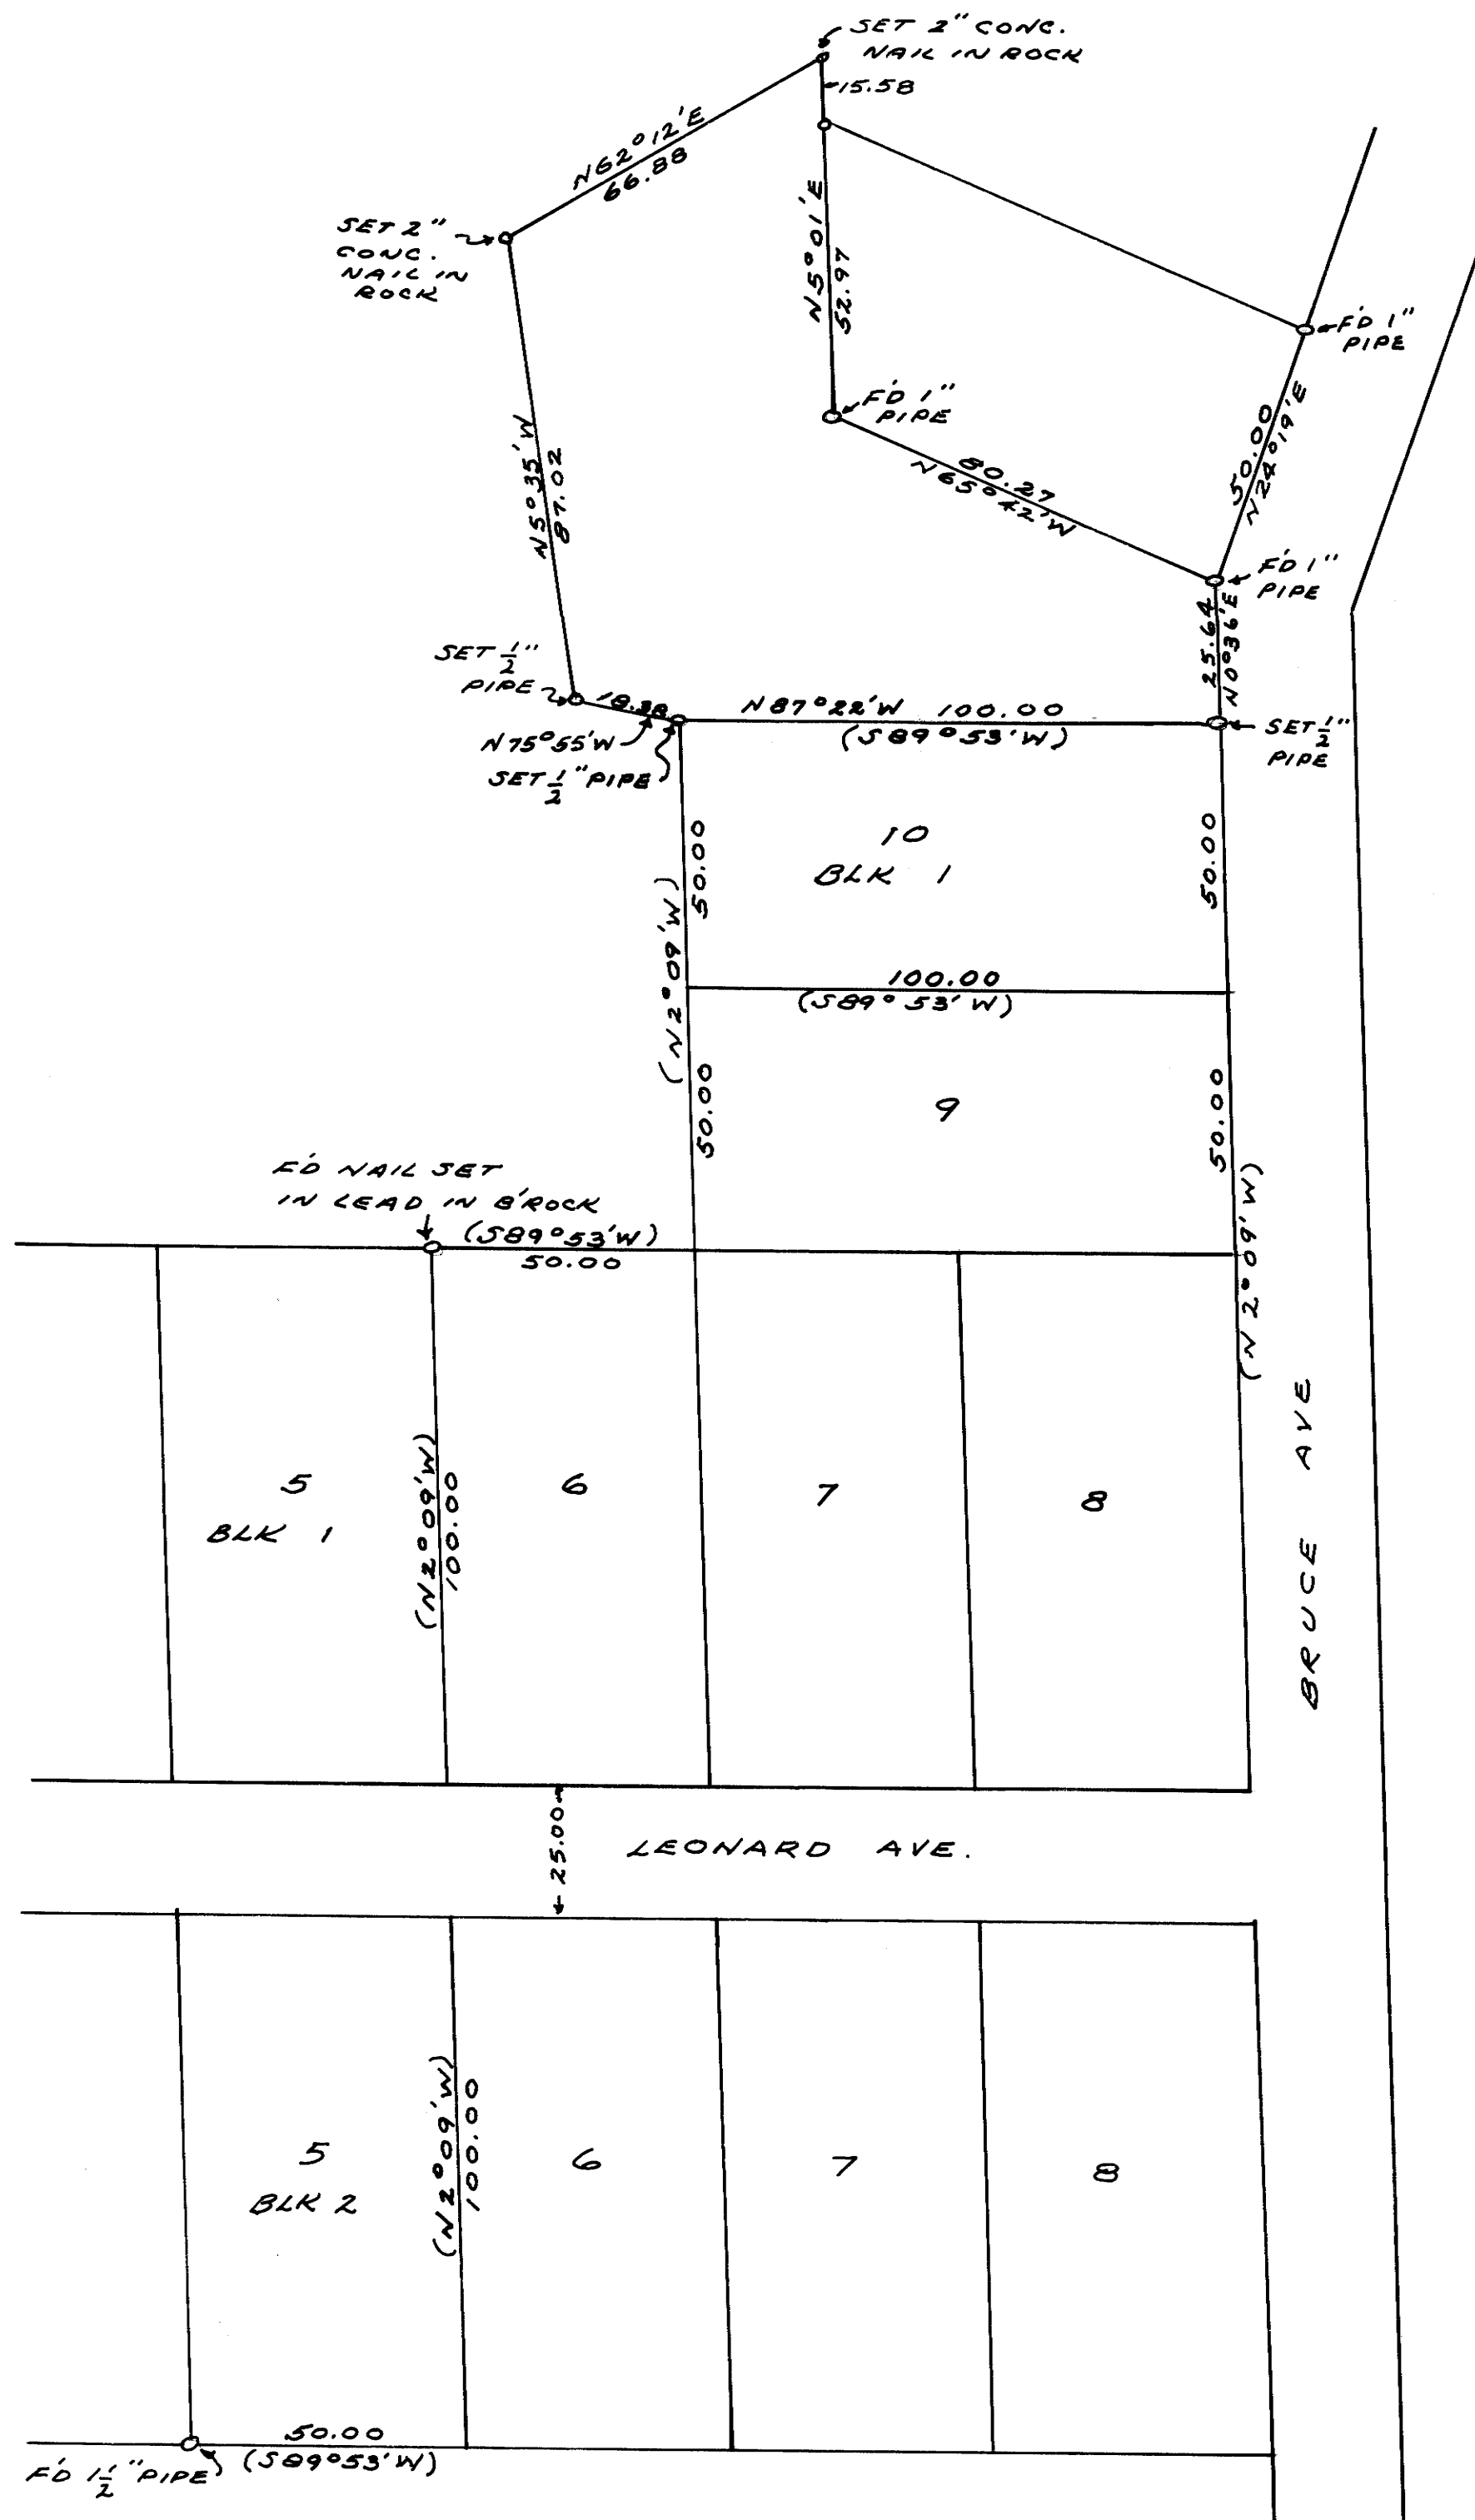 SET 2" CONC.
NAIL IN ROCK
15.58
N62°12'E
66.88
SET 2"
CONC.
NAIL IN
ROCK
N5°01'E
52.97
F'D 1"
PIPE
F'D 1"
PIPE
50.00
N5°35'W
87.02
N65°42'W
F'D 1"
PIPE
25.64
N0°36'E
SET 1/2"
PIPE
18.38
N87°22'W 100.00
(S89°53'W)
SET 1/2"
PIPE
N75°55'W
SET 1/2" PIPE
10
BLK 1
50.00
50.00
(N2°09'W)
100.00
(S89°53'W)
9
50.00
50.00
F'D NAIL SET
IN LEAD IN B'ROCK
(S89°53'W)
50.00
(N2°09'W)
5
BLK 1
(N2°09'W)
100.00
6
7
8
BRUCE AVE
25.00
LEONARD AVE.
5
BLK 2
(N2°09'W)
100.00
6
7
8
50.00
(S89°53'W)
F'D 1 1/2" PIPE